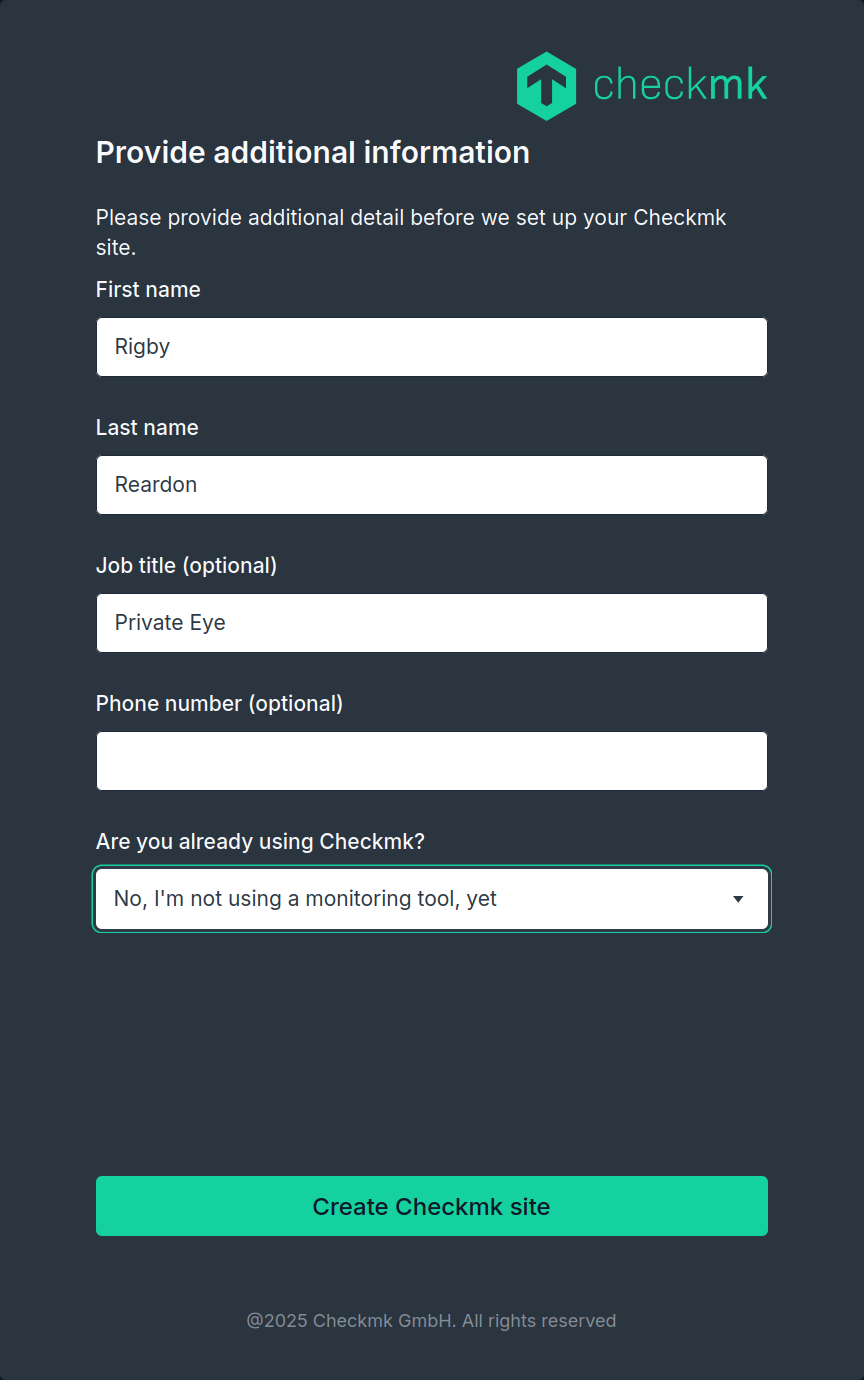 checkmk
Provide additional information
Please provide additional detail before we set up your Checkmk
site.
First name
Rigby
Last name
Reardon
Job title (optional)
Private Eye
Phone number (optional)
Are you already using Checkmk?
No, I'm not using a monitoring tool, yet
Create Checkmk site
@2025 Checkmk GmbH. All rights reserved